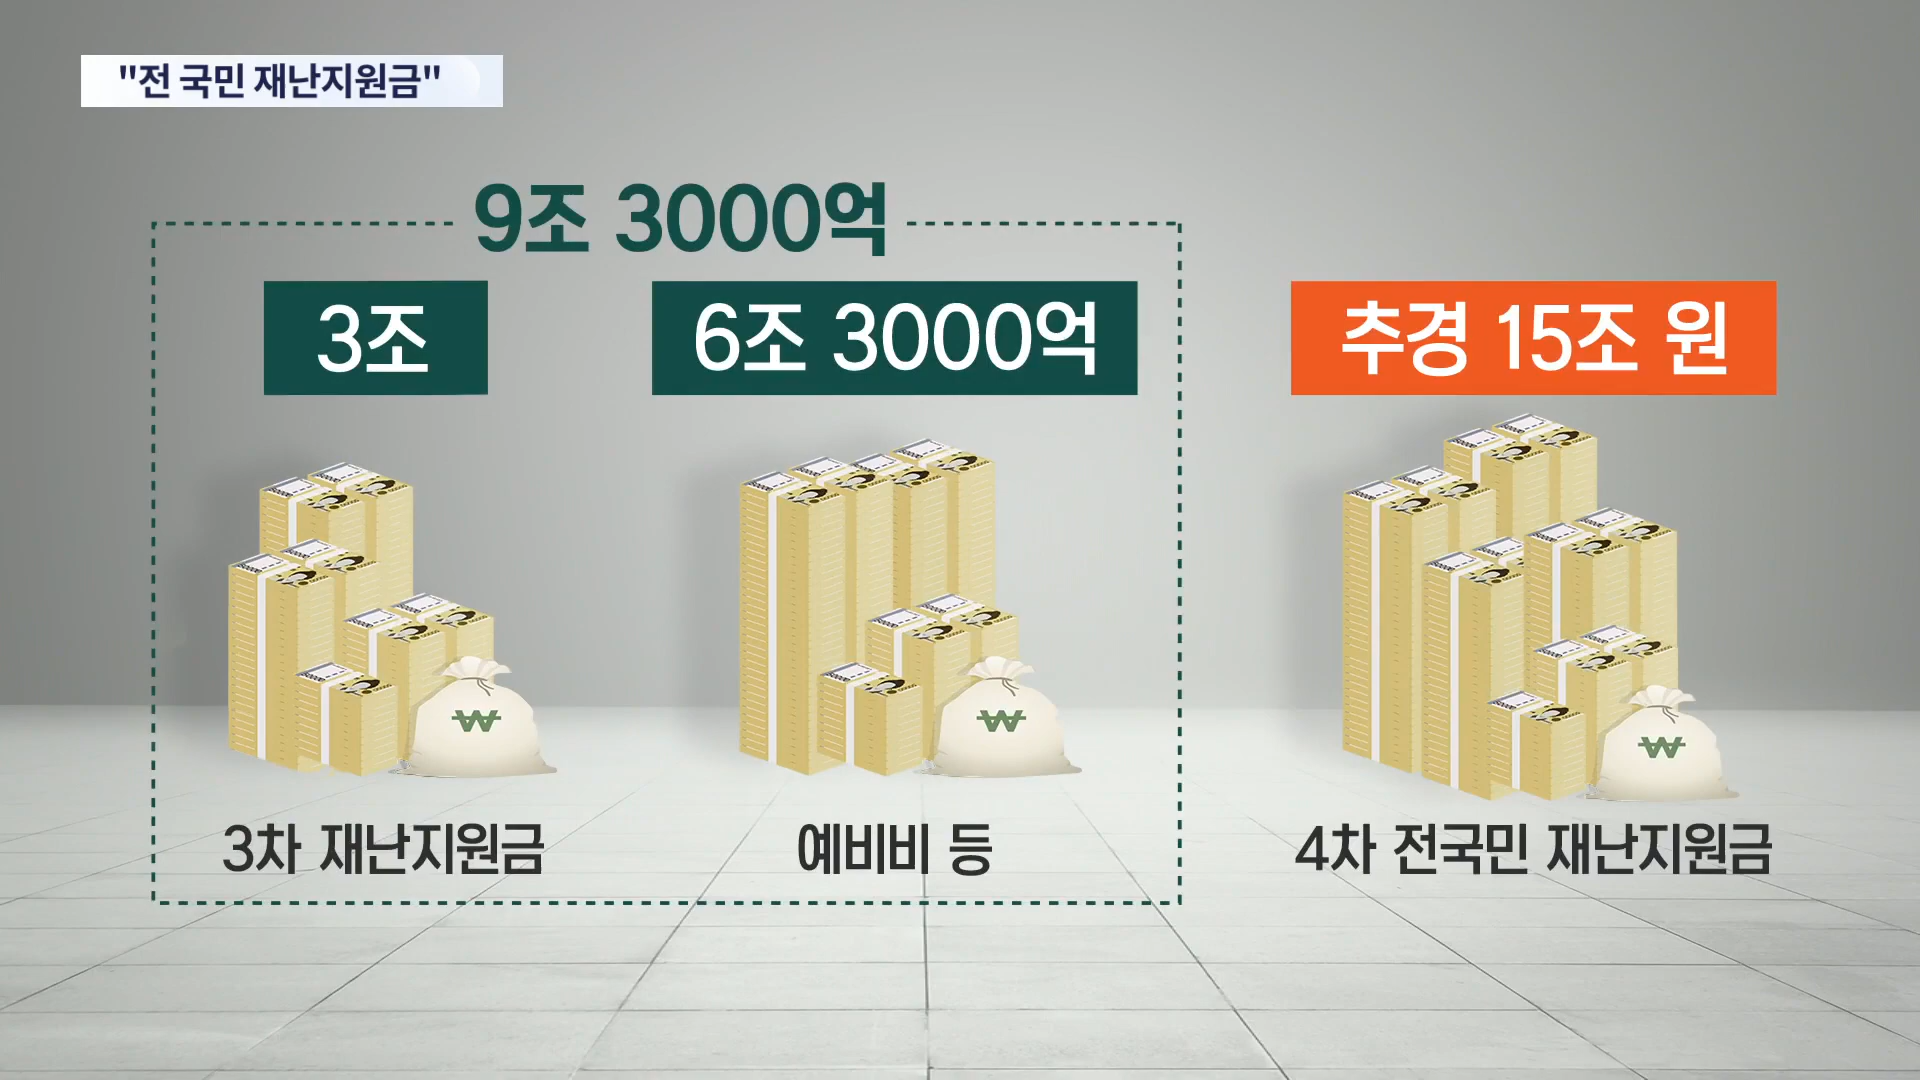 "전 국민 재난지원금"
9조 3000억
3조
6조 3000억
추경 15조 원
₩
₩
₩
3차 재난지원금
예비비 등
4차 전국민 재난지원금